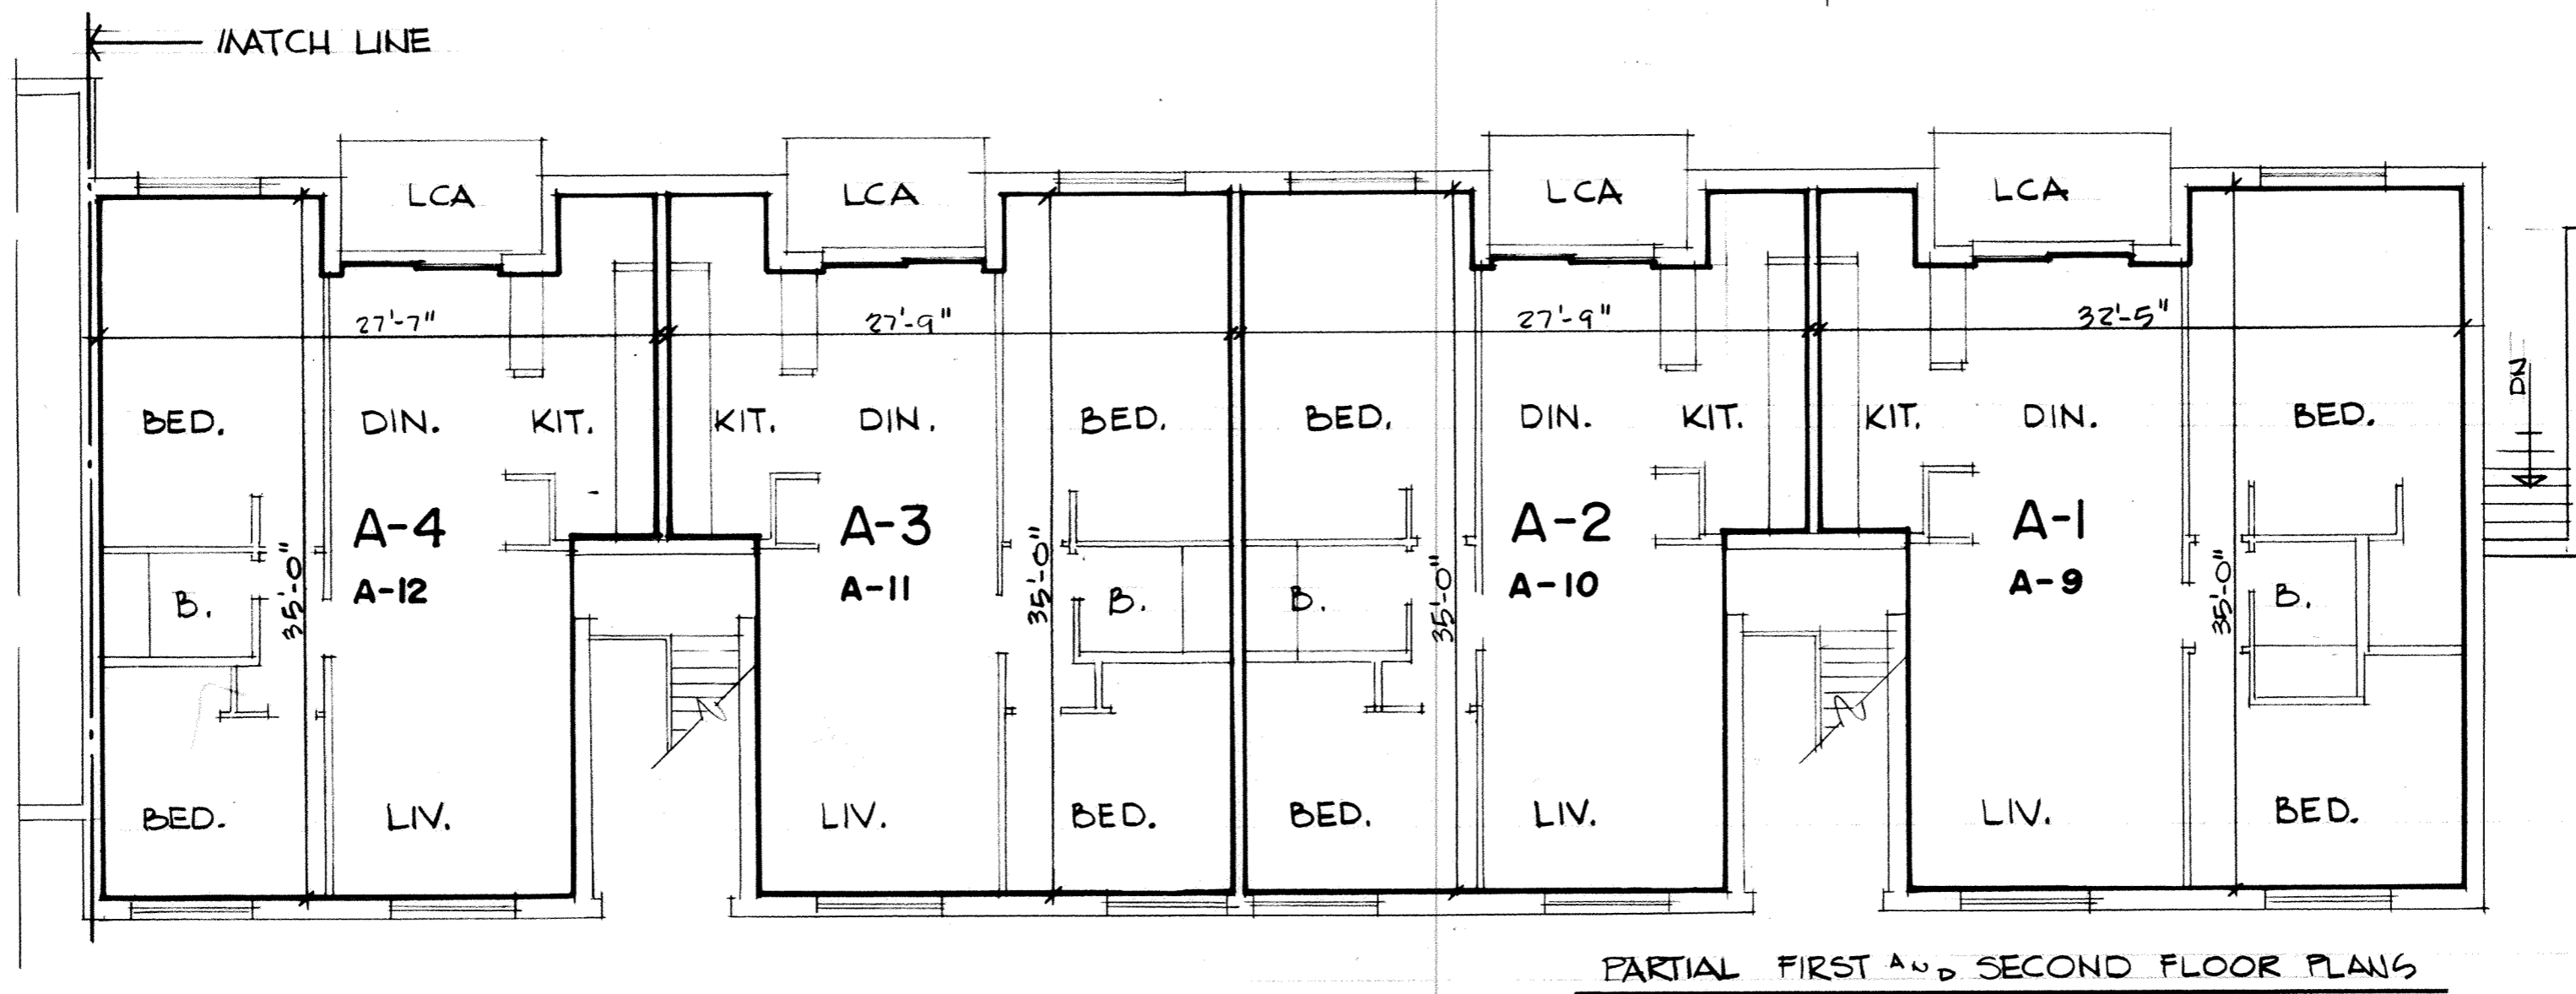 MATCH LINE
LCA LCA LCA LCA
27'-7" 27'-9" 27'-9" 32'-5"
DN
BED. DIN. KIT. KIT. DIN. BED. BED. DIN. KIT. KIT. DIN. BED.
A-4 A-3 A-2 A-1
A-12 A-11 A-10 A-9
35'-0" 35'-0" 35'-0" 35'-0"
B. B. B. B.
BED. LIV. LIV. BED. BED. LIV. LIV. BED.
PARTIAL FIRST AND SECOND FLOOR PLANS